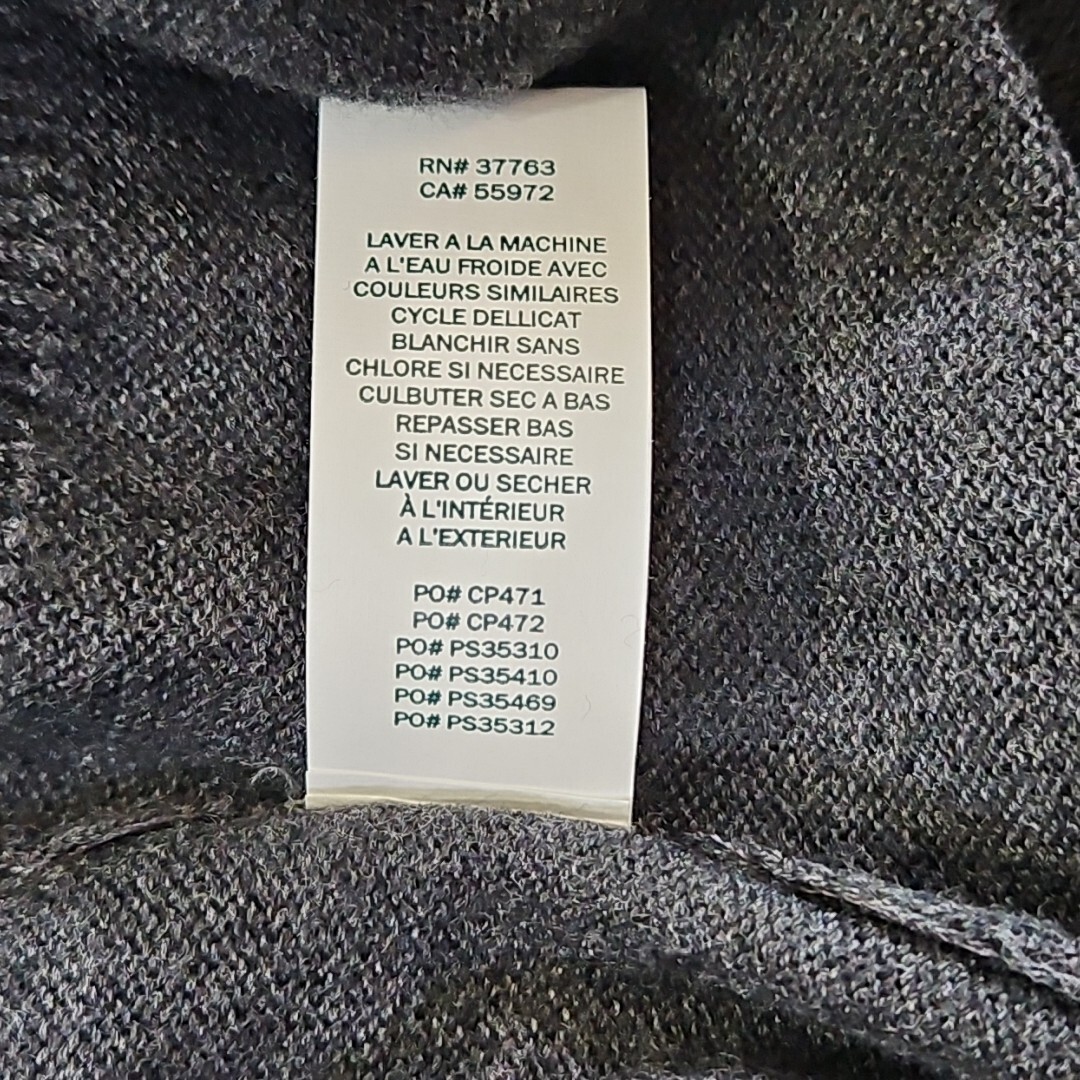 RN# 37763
CA# 55972
LAVER A LA MACHINE
A L'EAU FROIDE AVEC
COULEURS SIMILAIRES
CYCLE DELLICAT
BLANCHIR SANS
CHLORE SI NECESSAIRE
CULBUTER SEC A BAS
REPASSER BAS
SI NECESSAIRE
LAVER OU SECHER
À L'INTÉRIEUR
A L'EXTERIEUR
PO# CP471
PO# CP472
PO# PS35310
PO# PS35410
PO# PS35469
PO# PS35312